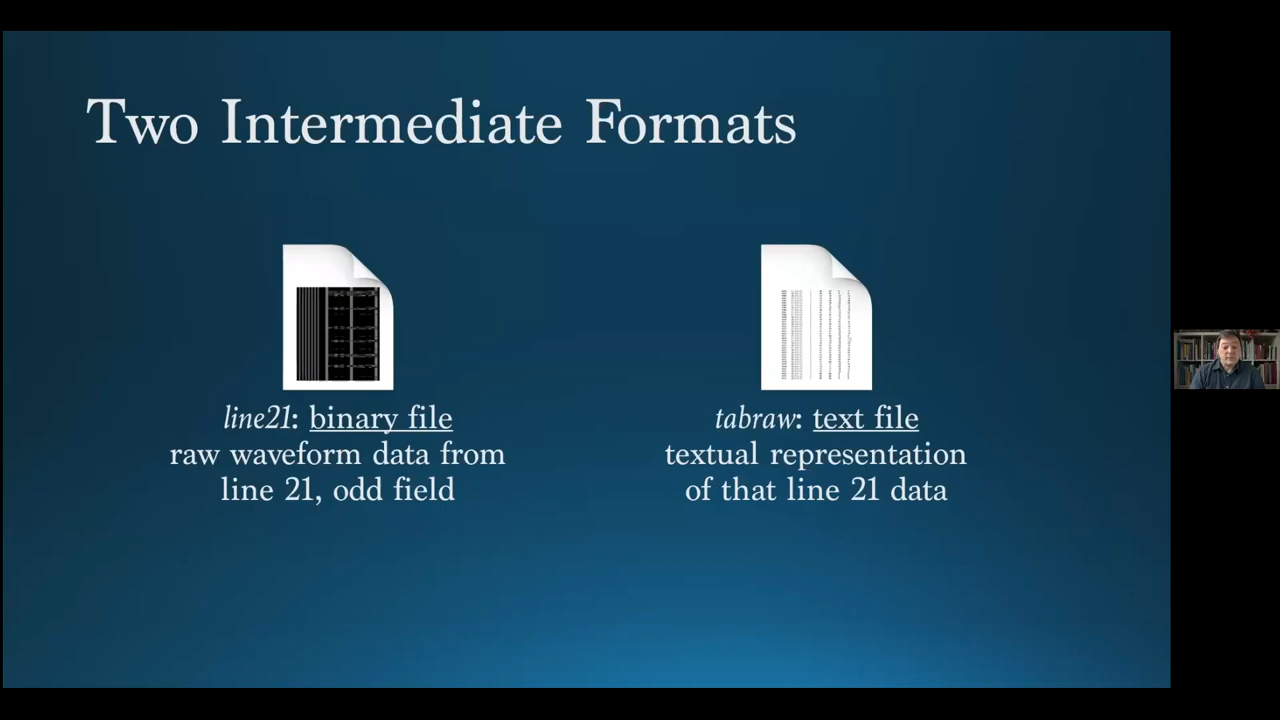 Two Intermediate Formats
line21: binary file
raw waveform data from
line 21, odd field
tabraw: text file
textual representation
of that line 21 data